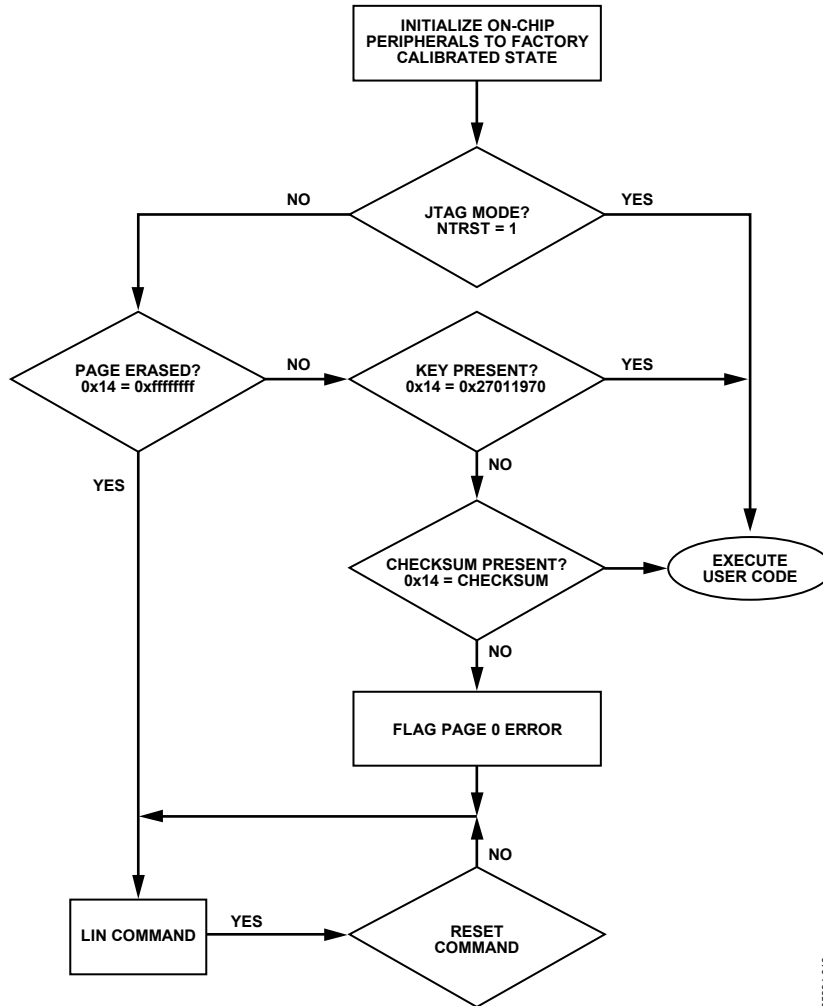 INITIALIZE ON-CHIP
PERIPHERALS TO FACTORY
CALIBRATED STATE
NO
JTAG MODE?
NTRST = 1
YES
PAGE ERASED?
0x14 = 0xffffffff
NO
KEY PRESENT?
0x14 = 0x27011970
YES
NO
YES
CHECKSUM PRESENT?
0x14 = CHECKSUM
EXECUTE
USER CODE
NO
FLAG PAGE 0 ERROR
NO
LIN COMMAND
YES
RESET
COMMAND